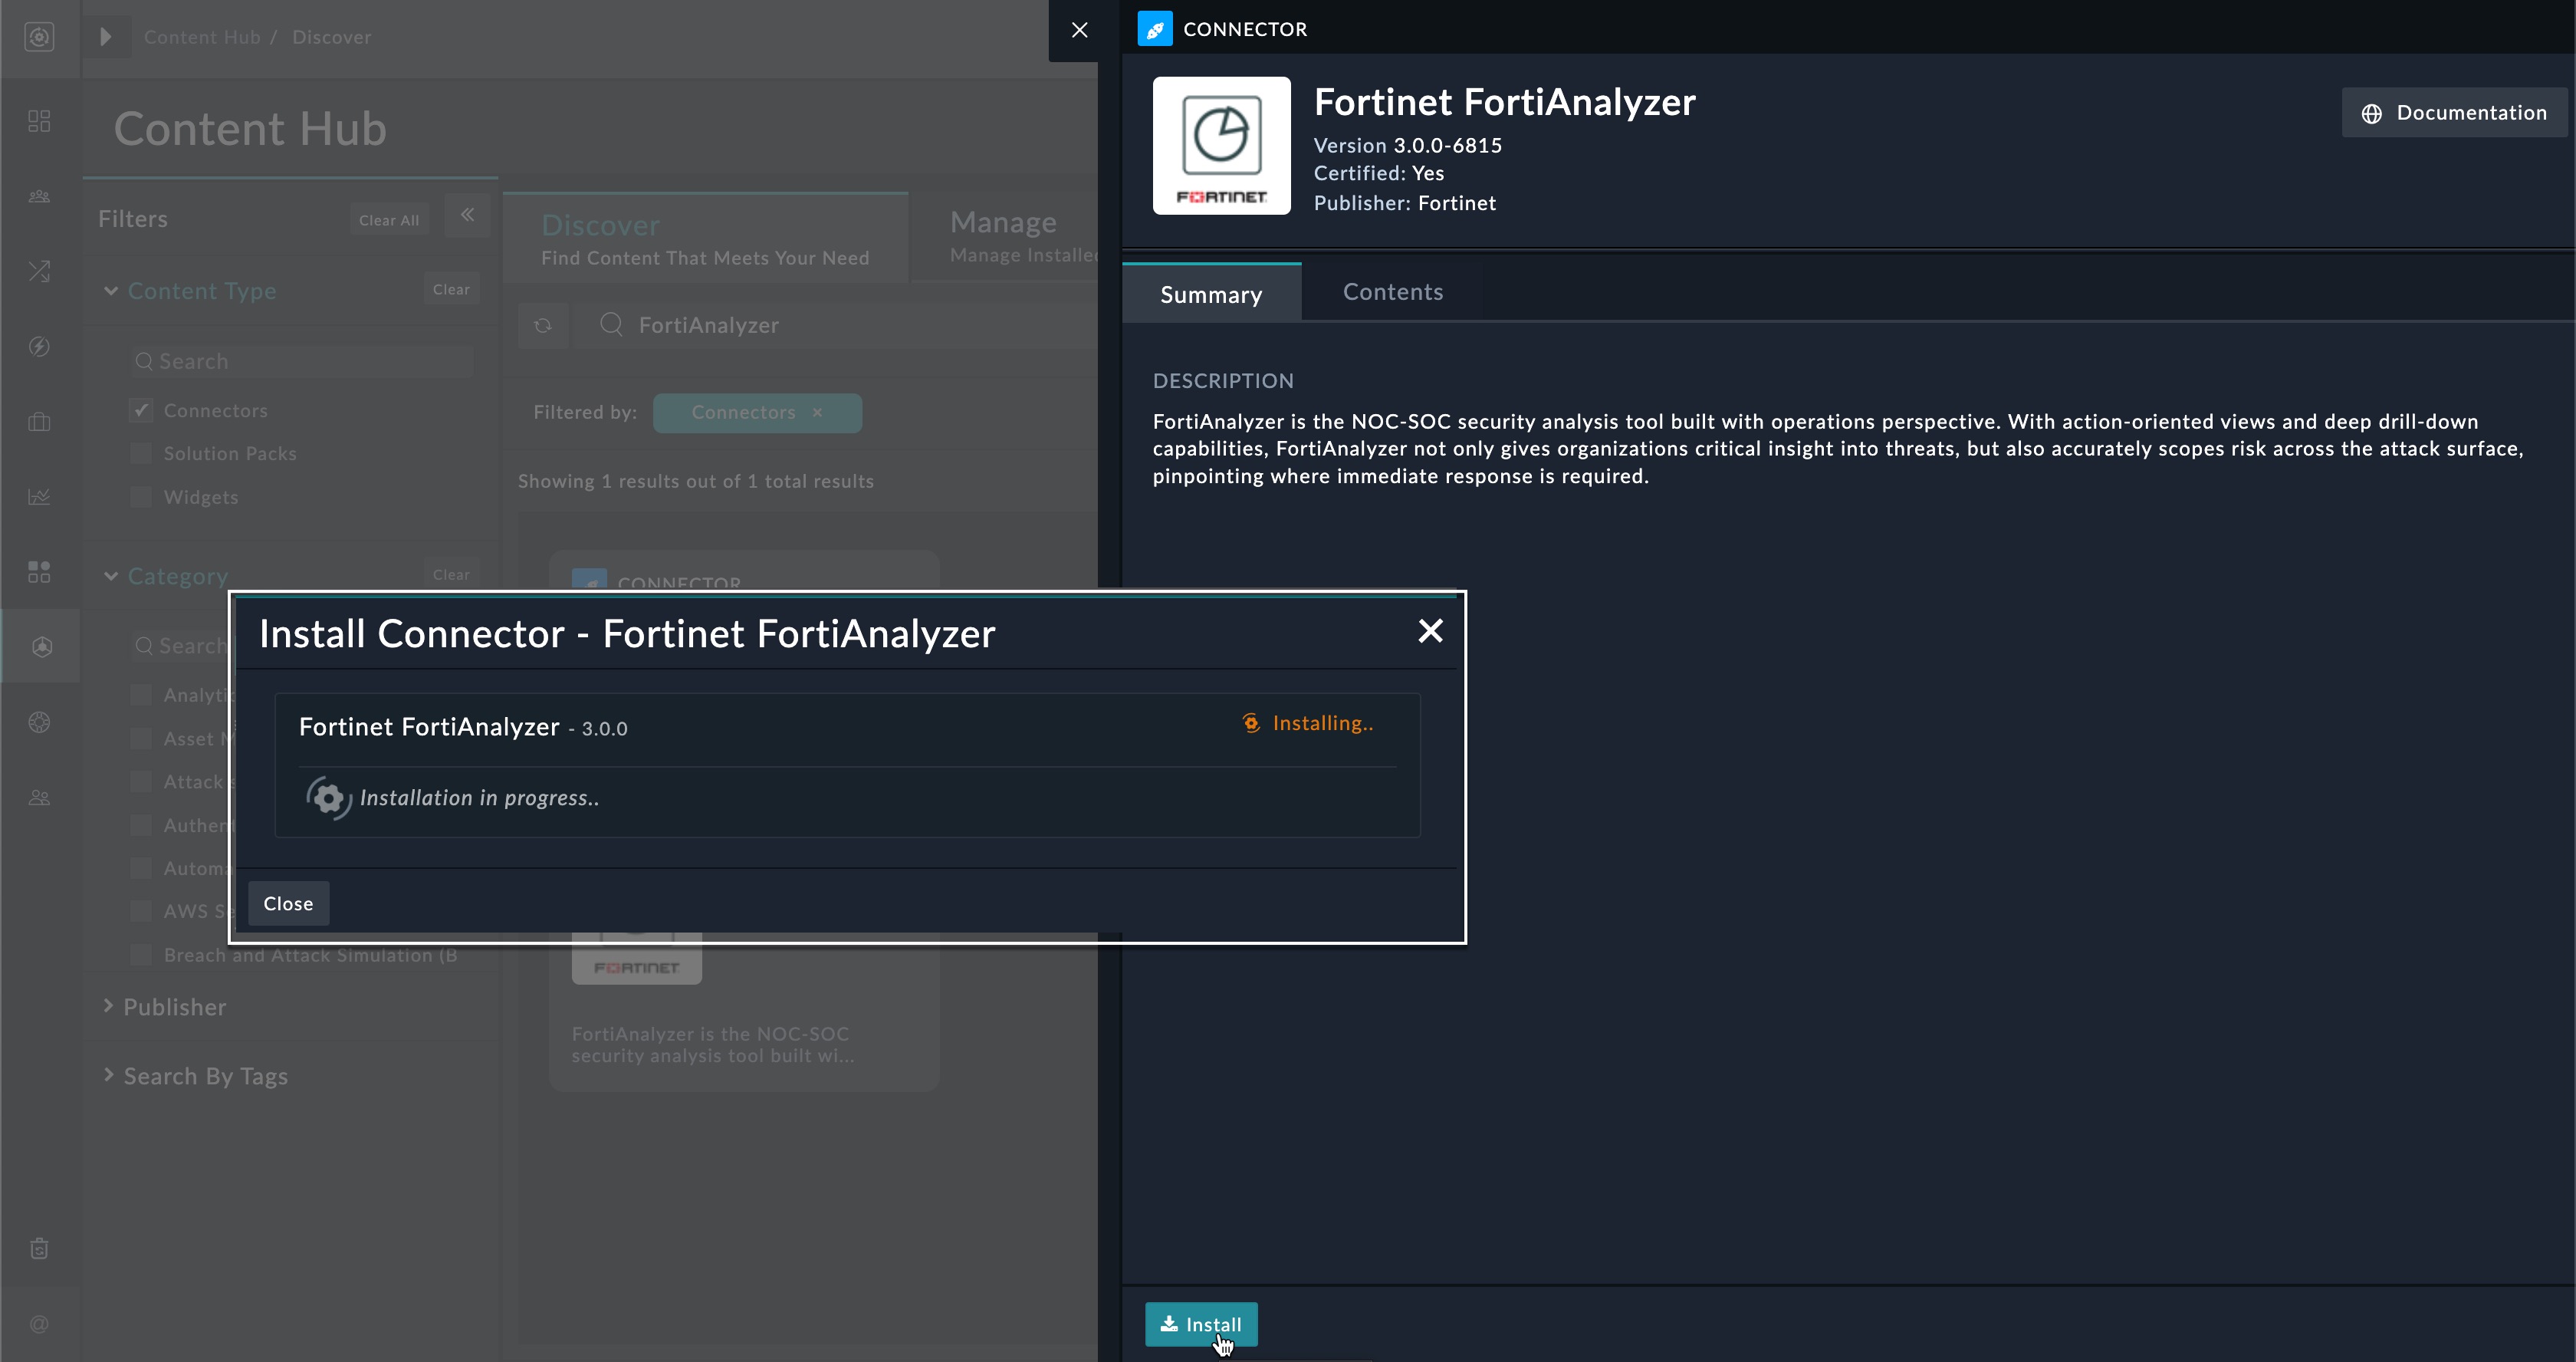 Content Hub / Discover
CONNECTOR
Content Hub
Fortinet FortiAnalyzer
Version 3.0.0-6815
Certified: Yes
Publisher: Fortinet
FORTINET
Documentation
Filters
Clear All
Discover
Find Content That Meets Your Need
Manage
Manage Installe
Content Type
Clear
Search
Connectors
Solution Packs
Widgets
FortiAnalyzer
Filtered by: Connectors ×
Showing 1 results out of 1 total results
CONNECTOR
Summary
Contents
DESCRIPTION
FortiAnalyzer is the NOC-SOC security analysis tool built with operations perspective. With action-oriented views and deep drill-down
capabilities, FortiAnalyzer not only gives organizations critical insight into threats, but also accurately scopes risk across the attack surface,
pinpointing where immediate response is required.
Category
Clear
Search
Analytic
Asset M
Attack s
Authent
Automa
AWS Se
Breach and Attack Simulation (B
Install Connector - Fortinet FortiAnalyzer
Fortinet FortiAnalyzer - 3.0.0
Installing..
Installation in progress..
Close
FORTINET
FortiAnalyzer is the NOC-SOC
security analysis tool built wi...
Publisher
Search By Tags
Install
@